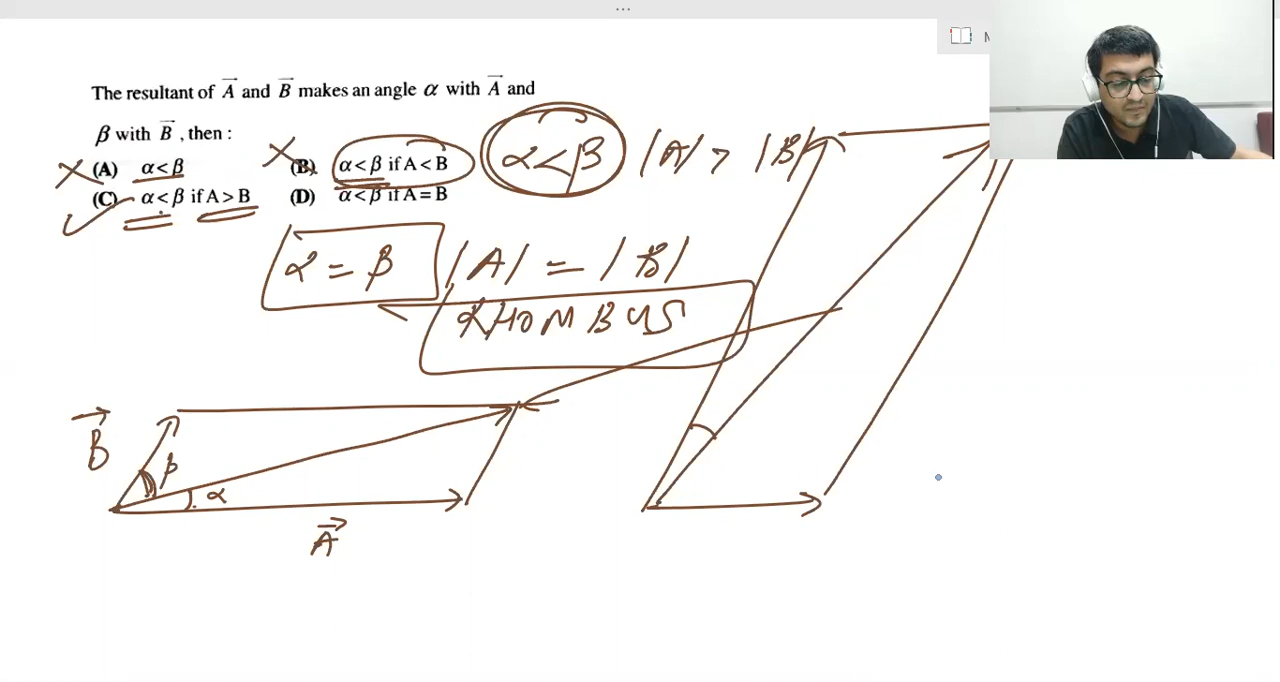 The resultant of A⃗ and B⃗ makes an angle α with A⃗ and
β with B⃗, then :
(A) α<β (B) α<β if A<B
(C) α<β if A>B (D) α<β if A=B
α<β |A| > |B|
α = β |A| = |B|
RHOMBUS
B⃗
β
α
A⃗